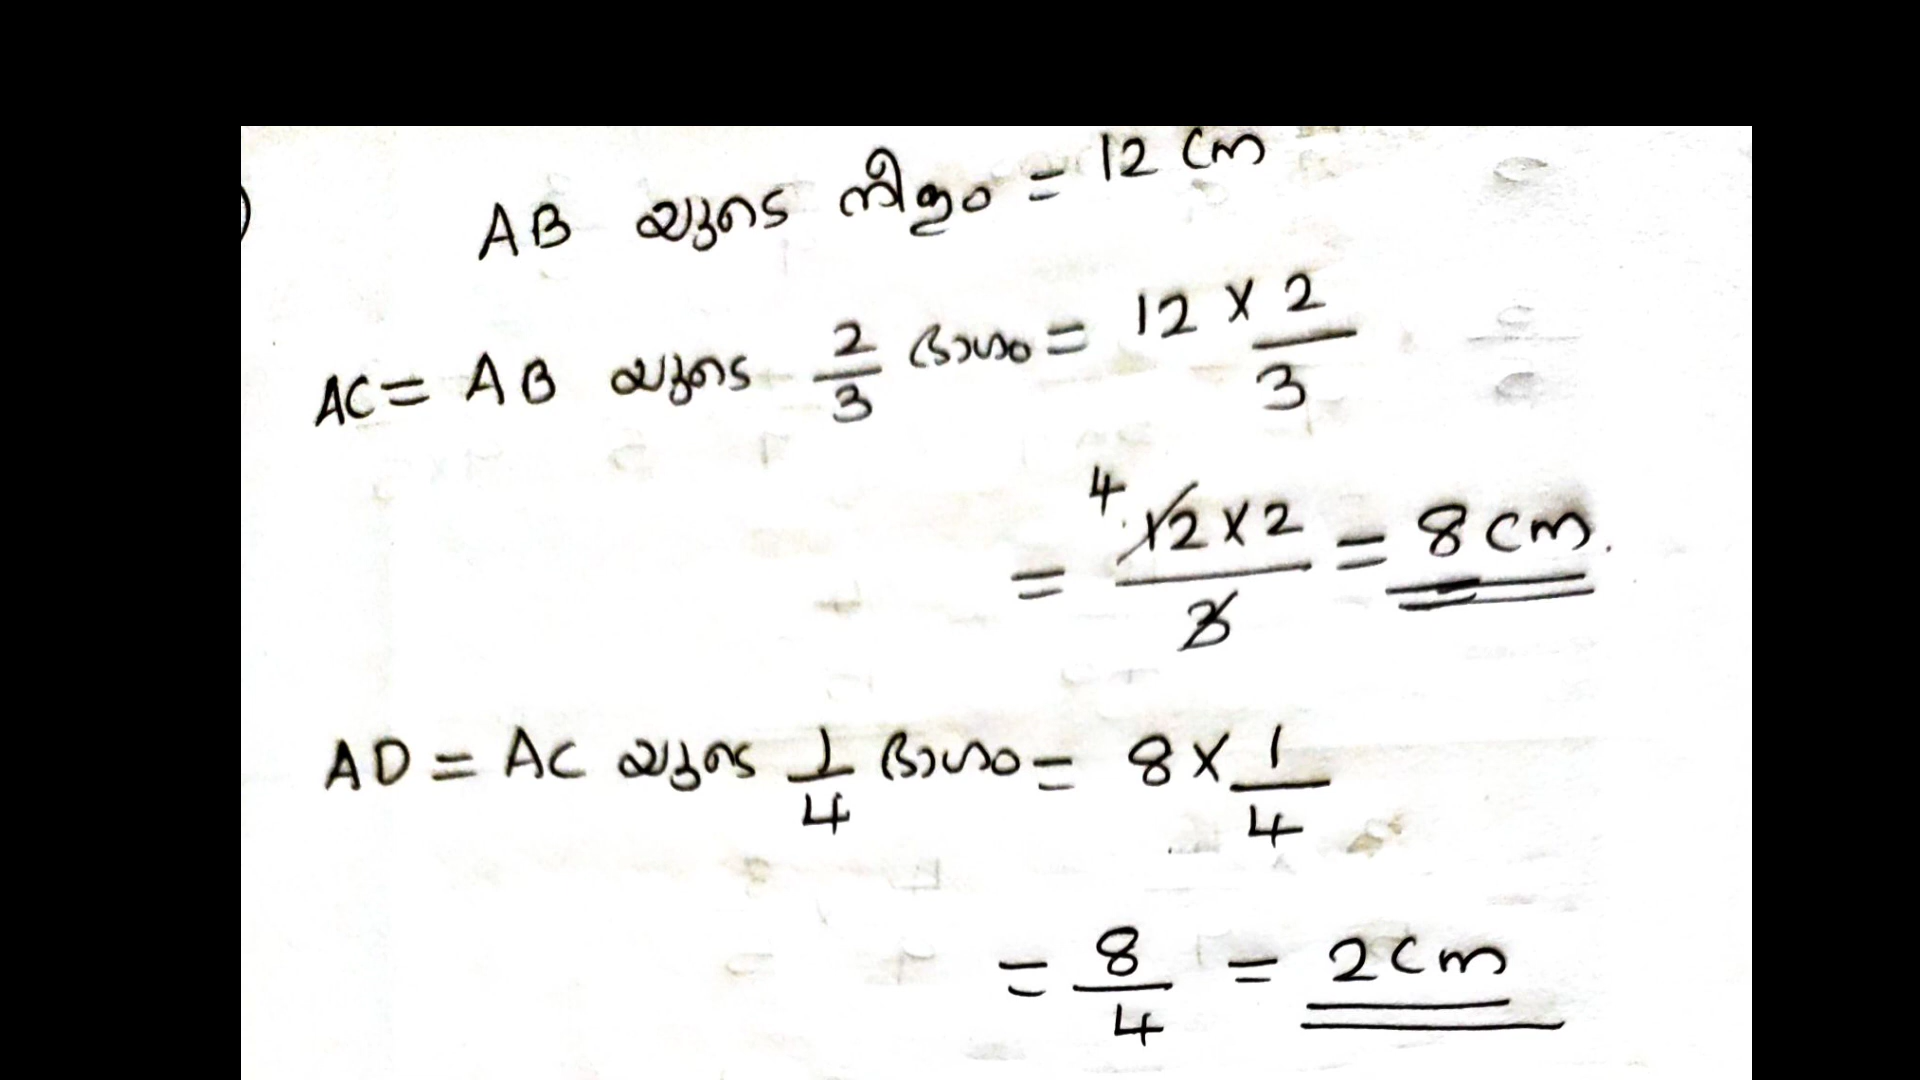 )
AB യുടെ നീളം = 12 cm
AC = AB യുടെ 2/3 ഭാഗം = 12 × 2/3
= 4 12 × 2/3 = 8 cm.
AD = AC യുടെ 1/4 ഭാഗം = 8 × 1/4
= 8/4 = 2 cm